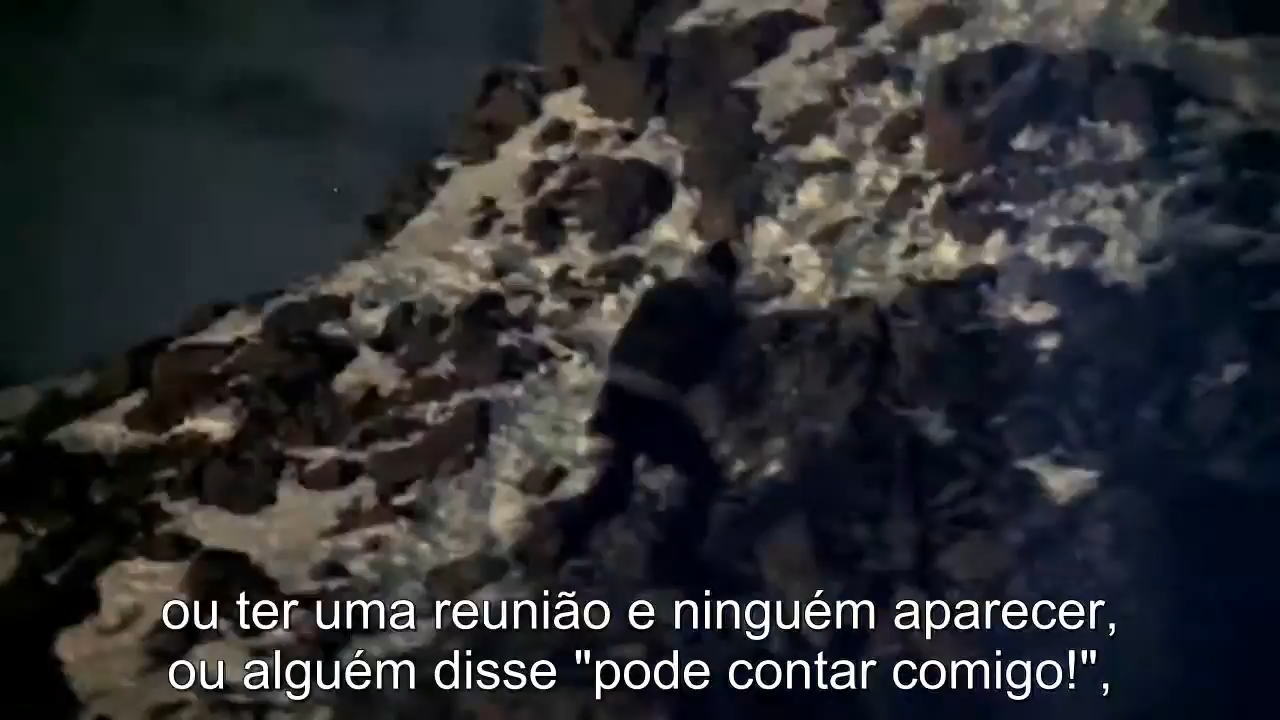 ou ter uma reunião e ninguém aparecer,
ou alguém disse "pode contar comigo!",